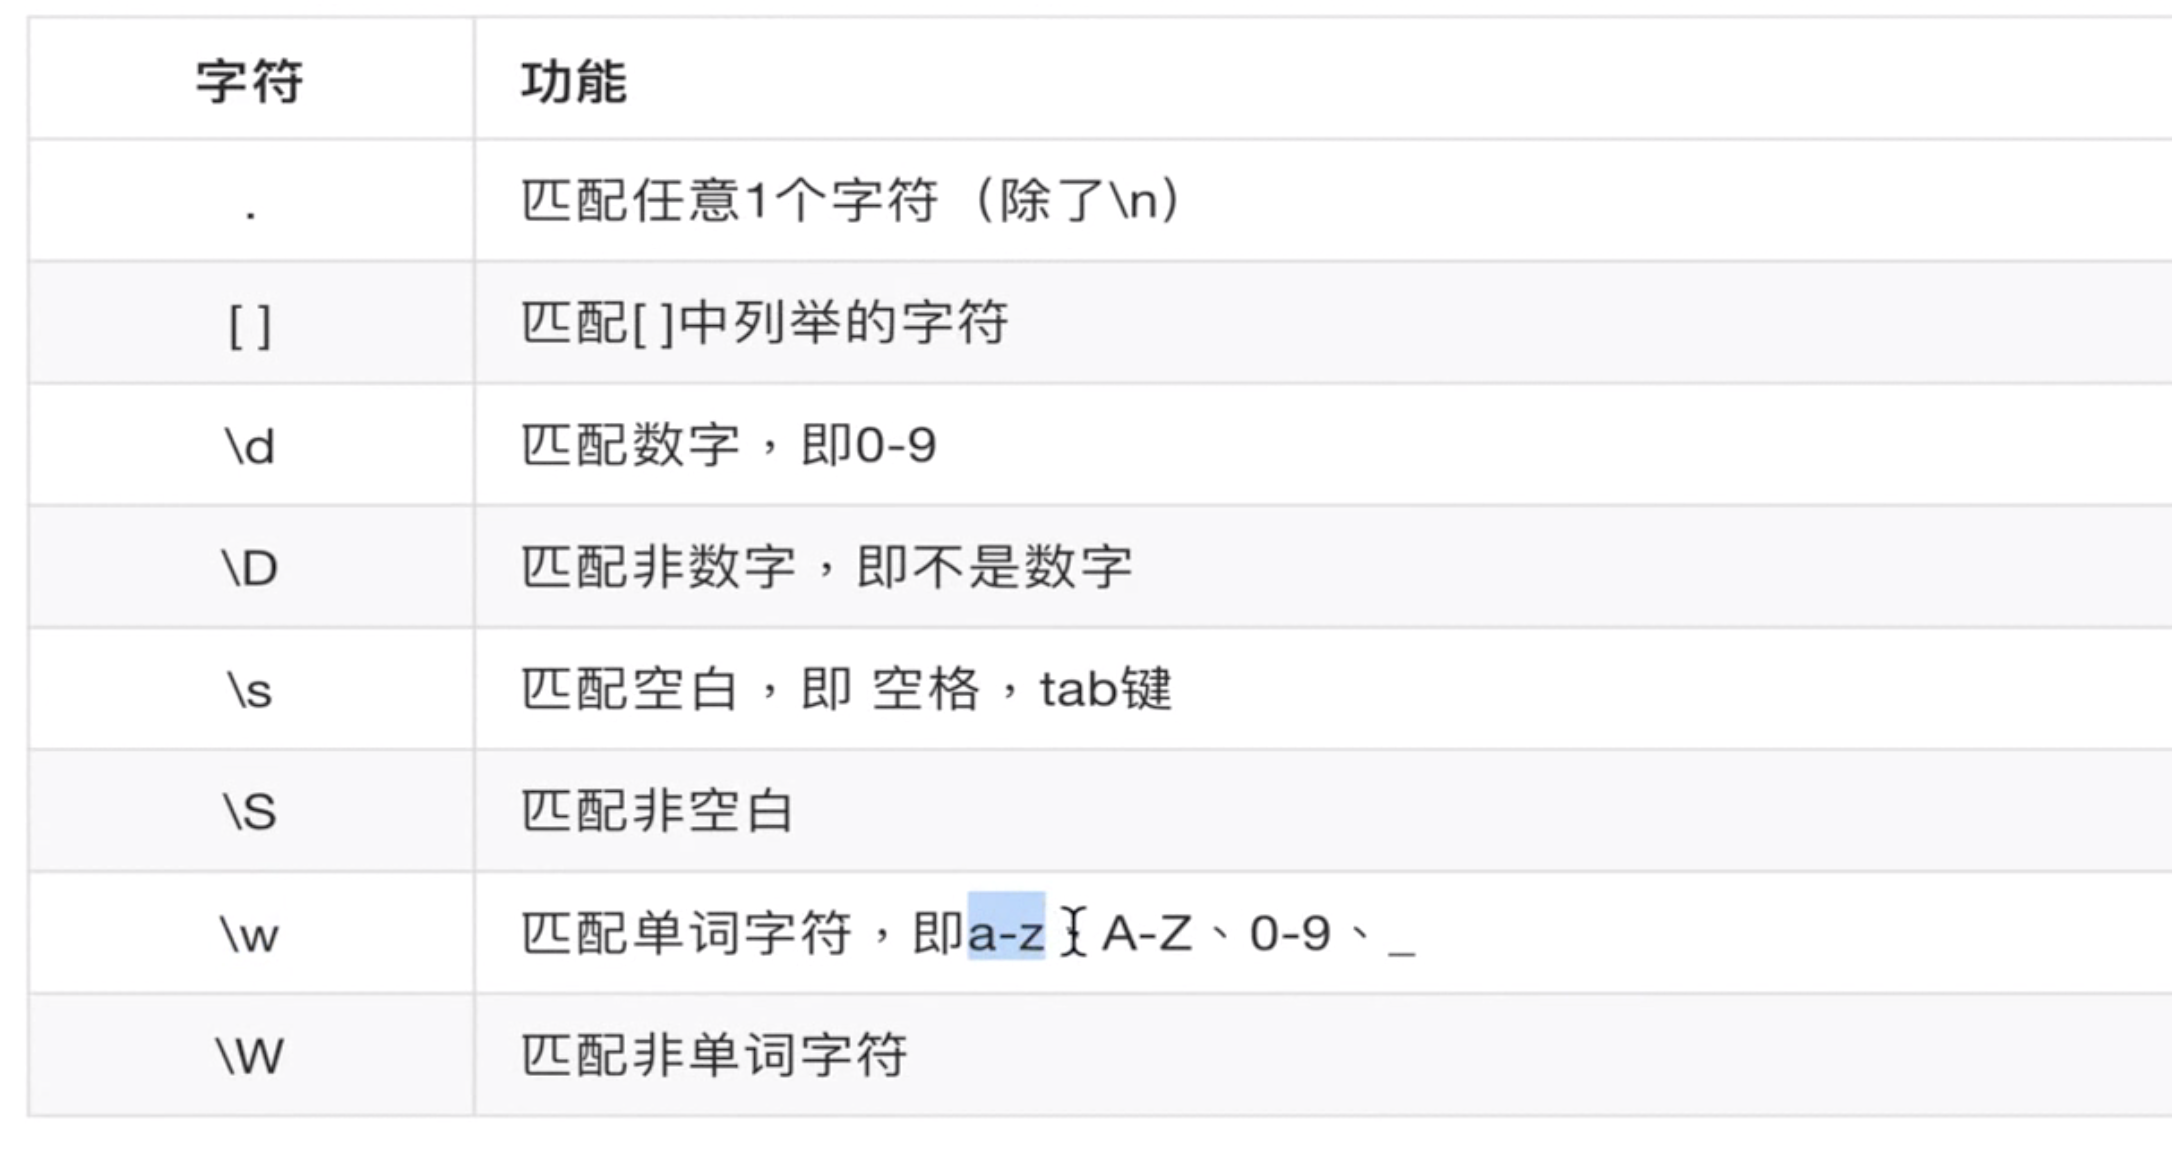 字符 功能
. 匹配任意1个字符（除了\n）
[ ] 匹配[ ]中列举的字符
\d 匹配数字，即0-9
\D 匹配非数字，即不是数字
\s 匹配空白，即 空格，tab键
\S 匹配非空白
\w 匹配单词字符，即a-z、A-Z、0-9、_
\W 匹配非单词字符